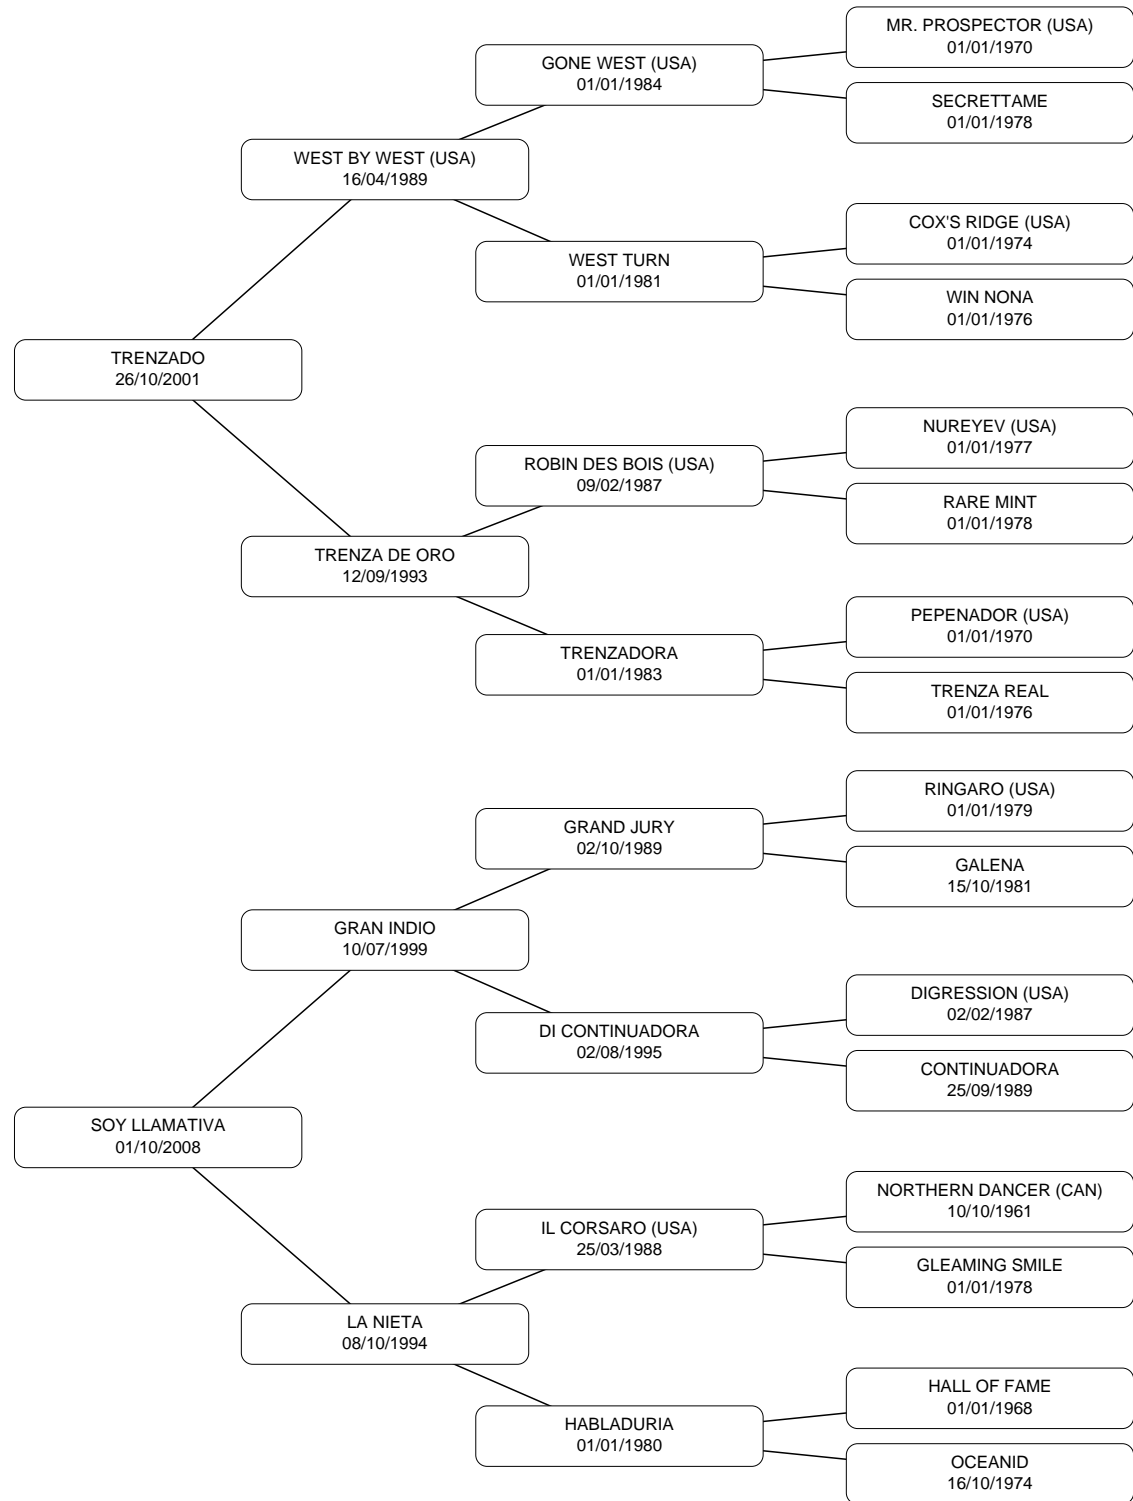 MR. PROSPECTOR (USA)
01/01/1970
GONE WEST (USA)
01/01/1984
SECRETTAME
01/01/1978
WEST BY WEST (USA)
16/04/1989
COX'S RIDGE (USA)
01/01/1974
WEST TURN
01/01/1981
WIN NONA
01/01/1976
TRENZADO
26/10/2001
NUREYEV (USA)
01/01/1977
ROBIN DES BOIS (USA)
09/02/1987
RARE MINT
01/01/1978
TRENZA DE ORO
12/09/1993
PEPENADOR (USA)
01/01/1970
TRENZADORA
01/01/1983
TRENZA REAL
01/01/1976
RINGARO (USA)
01/01/1979
GRAND JURY
02/10/1989
GALENA
15/10/1981
GRAN INDIO
10/07/1999
DIGRESSION (USA)
02/02/1987
DI CONTINUADORA
02/08/1995
CONTINUADORA
25/09/1989
SOY LLAMATIVA
01/10/2008
NORTHERN DANCER (CAN)
10/10/1961
IL CORSARO (USA)
25/03/1988
GLEAMING SMILE
01/01/1978
LA NIETA
08/10/1994
HALL OF FAME
01/01/1968
HABLADURIA
01/01/1980
OCEANID
16/10/1974